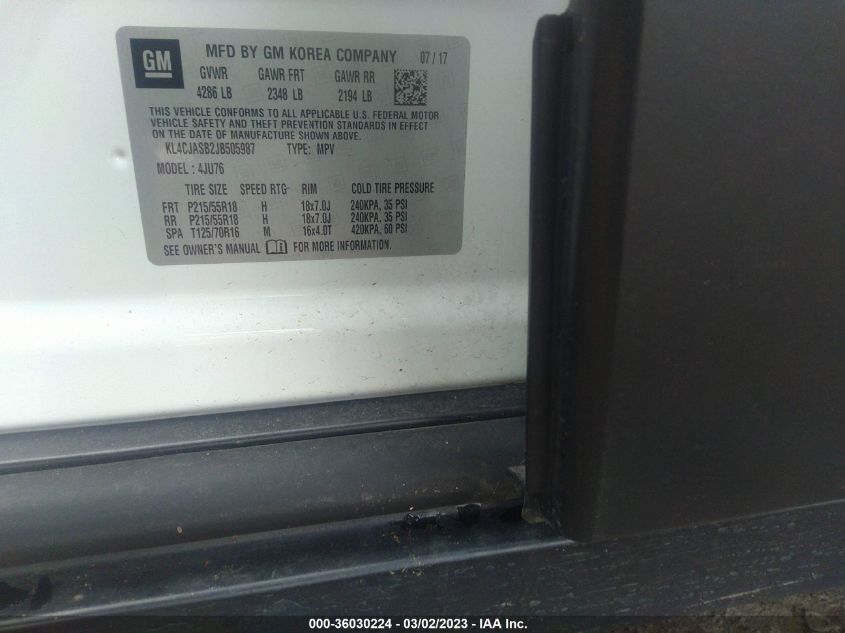 GM MFD BY GM KOREA COMPANY 07/17
GVWR GAWR FRT GAWR RR
4286 LB 2348 LB 2194 LB
THIS VEHICLE CONFORMS TO ALL APPLICABLE U.S. FEDERAL MOTOR
VEHICLE SAFETY AND THEFT PREVENTION STANDARDS IN EFFECT
ON THE DATE OF MANUFACTURE SHOWN ABOVE.
KL4CJASB2JB505987 TYPE: MPV
MODEL: 4JU76
TIRE SIZE SPEED RTG RIM COLD TIRE PRESSURE
FRT P215/55R18 H 18x7.0J 240KPA, 35 PSI
RR P215/55R18 H 18x7.0J 240KPA, 35 PSI
SPA T125/70R16 M 16x4.0T 420KPA, 60 PSI
SEE OWNER'S MANUAL FOR MORE INFORMATION.
000-36030224 - 03/02/2023 - IAA Inc.